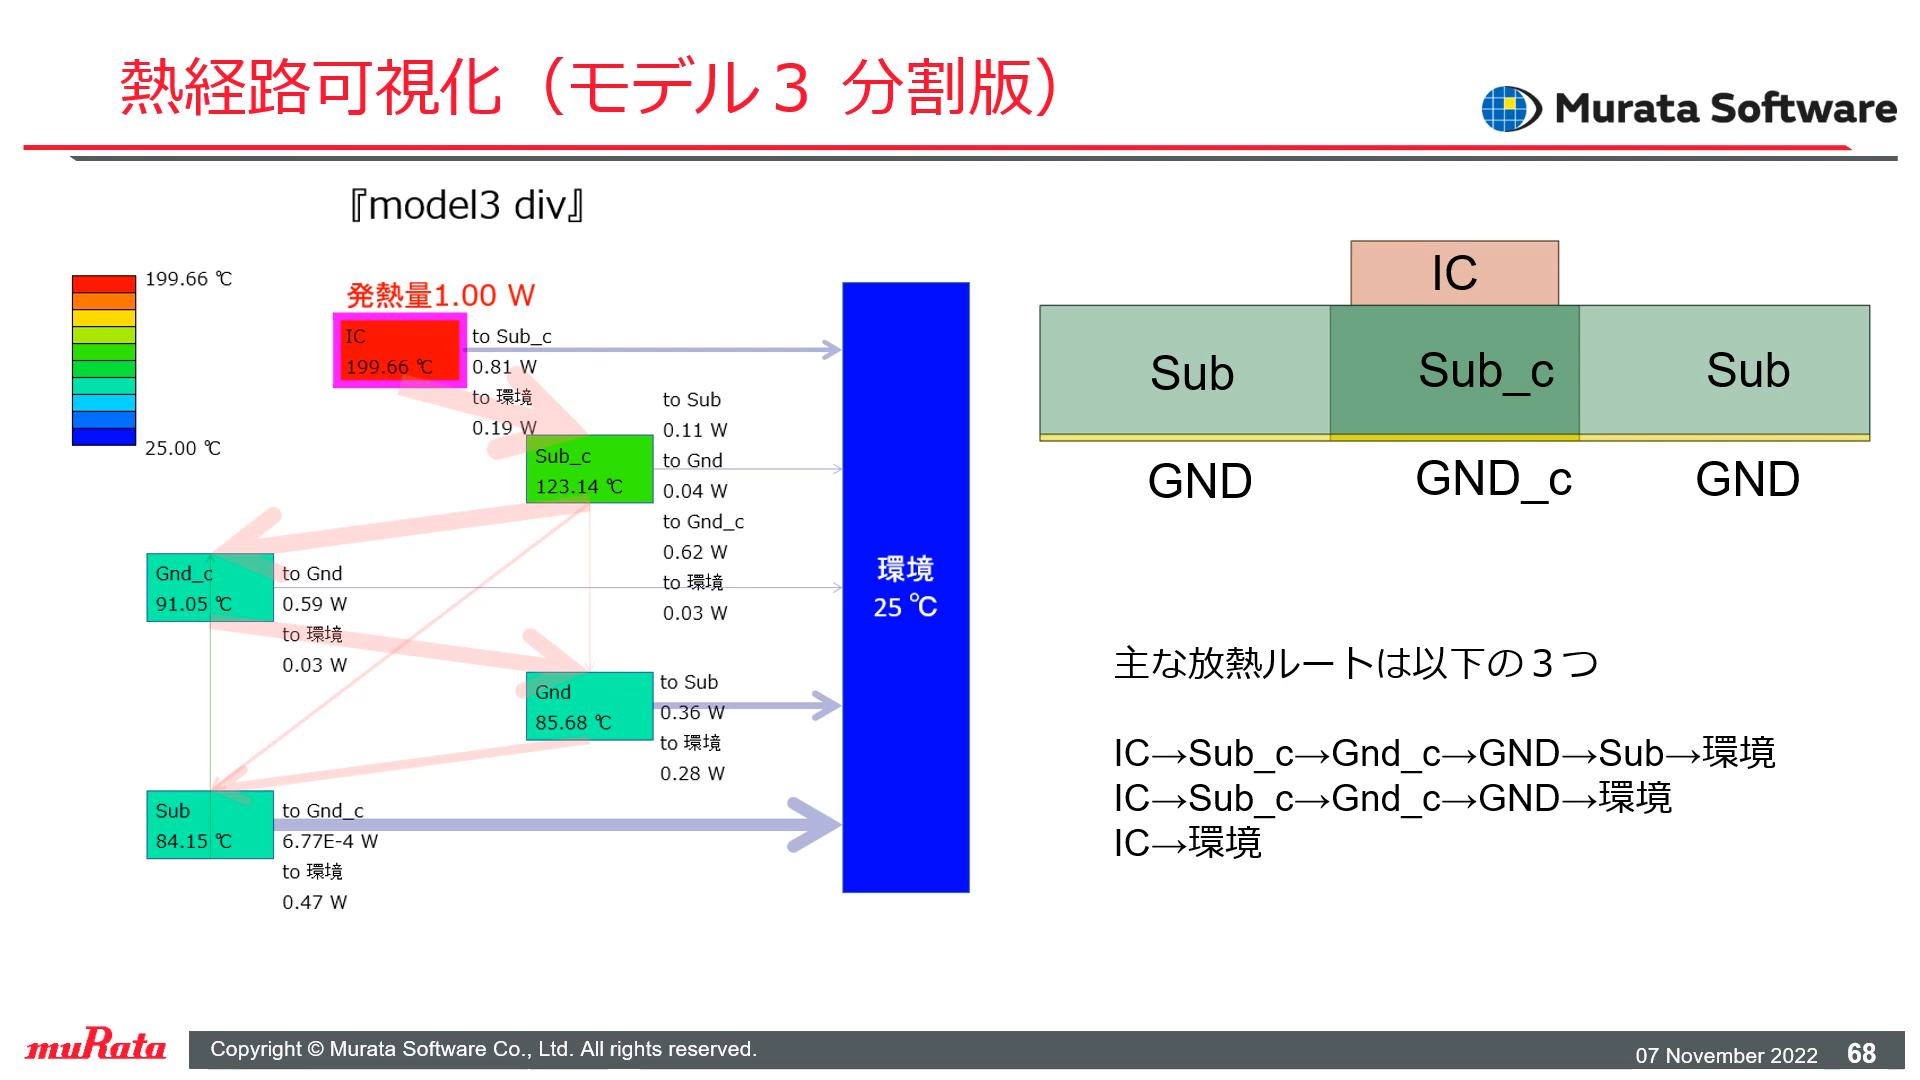 熱経路可視化（モデル３ 分割版）
Murata Software
『model3 div』
199.66 ℃
25.00 ℃
発熱量1.00 W
IC
199.66 ℃
to Sub_c
0.81 W
to 環境
0.19 W
Sub_c
123.14 ℃
to Sub
0.11 W
to Gnd
0.04 W
to Gnd_c
0.62 W
to 環境
0.03 W
Gnd_c
91.05 ℃
to Gnd
0.59 W
to 環境
0.03 W
Gnd
85.68 ℃
to Sub
0.36 W
to 環境
0.28 W
Sub
84.15 ℃
to Gnd_c
6.77E-4 W
to 環境
0.47 W
環境
25 ℃
IC
Sub Sub_c Sub
GND GND_c GND
主な放熱ルートは以下の３つ
IC→Sub_c→Gnd_c→GND→Sub→環境
IC→Sub_c→Gnd_c→GND→環境
IC→環境
muRata
Copyright © Murata Software Co., Ltd. All rights reserved.
07 November 2022 68